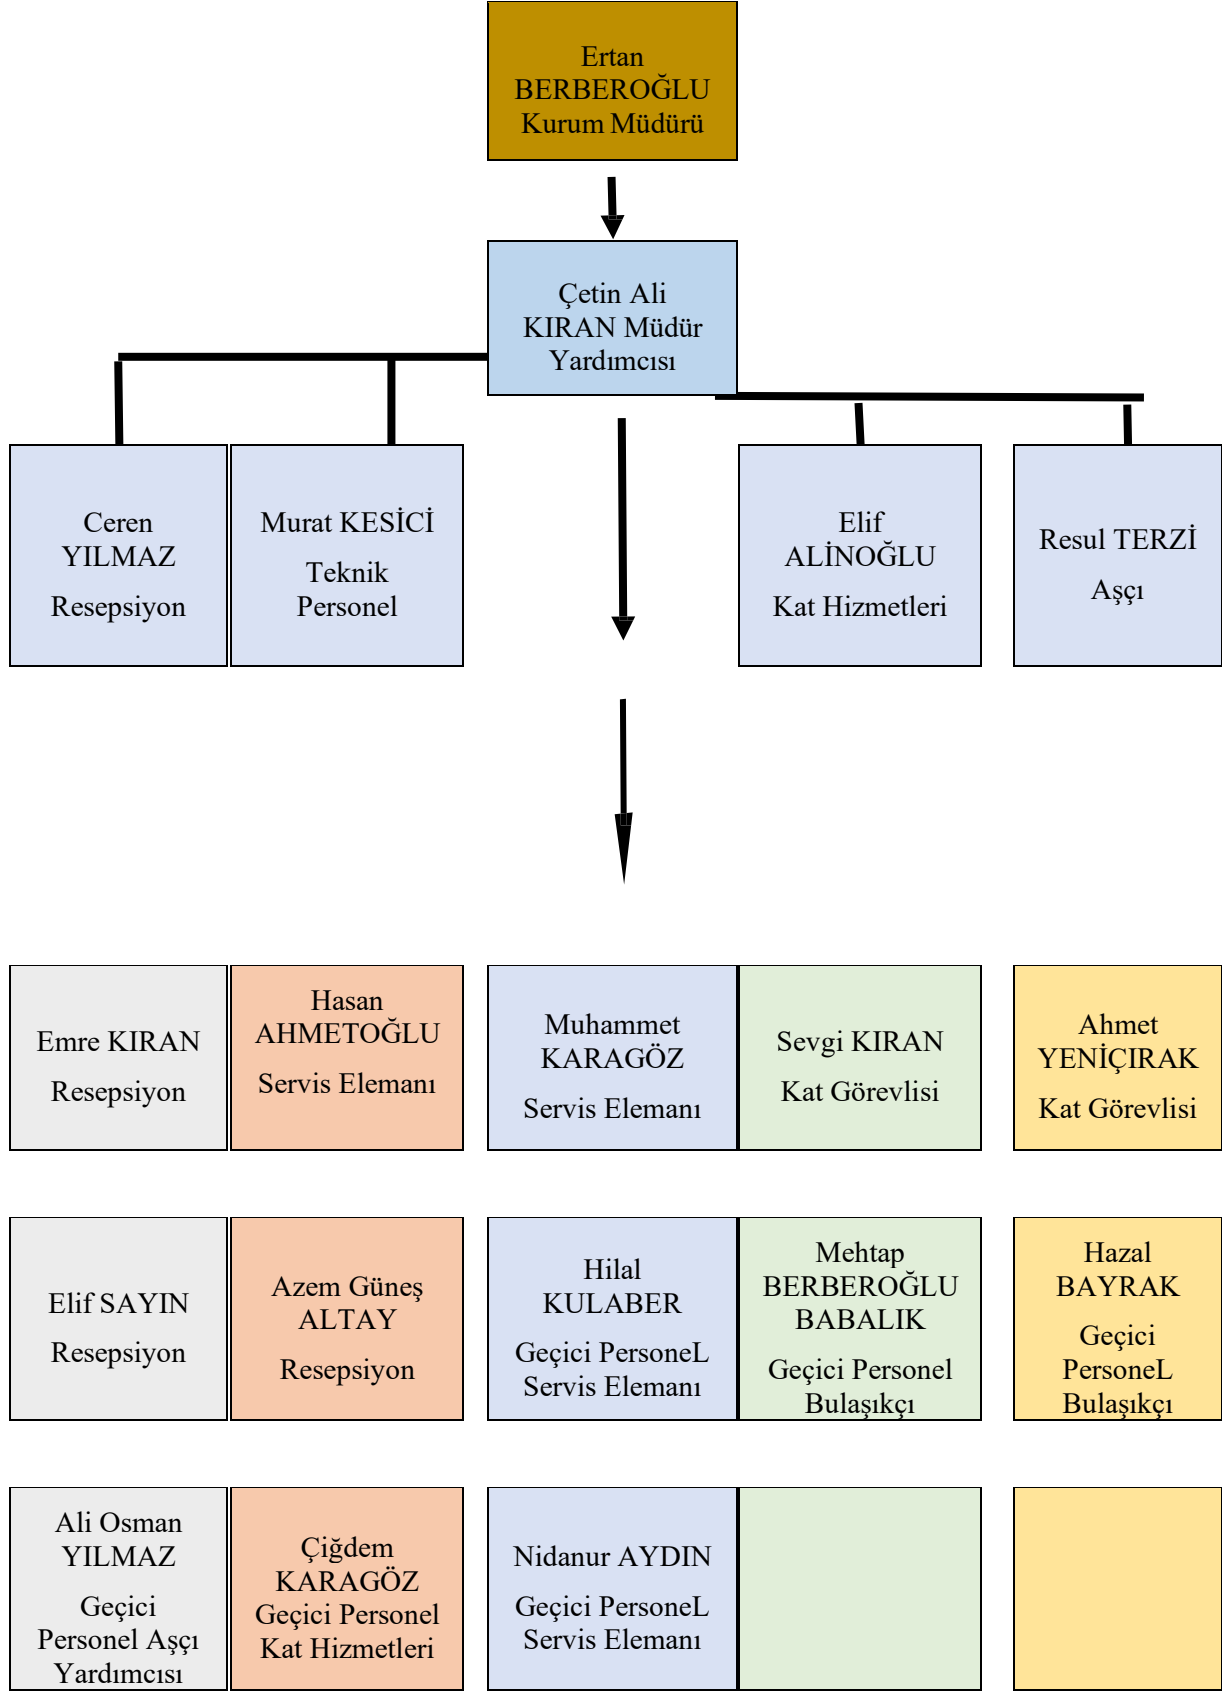 Ertan
BERBEROĞLU
Kurum Müdürü
Çetin Ali
KIRAN Müdür
Yardımcısı
Ceren
YILMAZ
Resepsiyon
Murat KESİCİ
Teknik
Personel
Elif
ALİNOĞLU
Kat Hizmetleri
Resul TERZİ
Aşçı
Emre KIRAN
Resepsiyon
Hasan
AHMETOĞLU
Servis Elemanı
Muhammet
KARAGÖZ
Servis Elemanı
Sevgi KIRAN
Kat Görevlisi
Ahmet
YENİÇIRAK
Kat Görevlisi
Elif SAYIN
Resepsiyon
Azem Güneş
ALTAY
Resepsiyon
Hilal
KULABER
Geçici PersoneL
Servis Elemanı
Mehtap
BERBEROĞLU
BABALIK
Geçici Personel
Bulaşıkçı
Hazal
BAYRAK
Geçici
PersoneL
Bulaşıkçı
Ali Osman
YILMAZ
Geçici
Personel Aşçı
Yardımcısı
Çiğdem
KARAGÖZ
Geçici Personel
Kat Hizmetleri
Nidanur AYDIN
Geçici PersoneL
Servis Elemanı